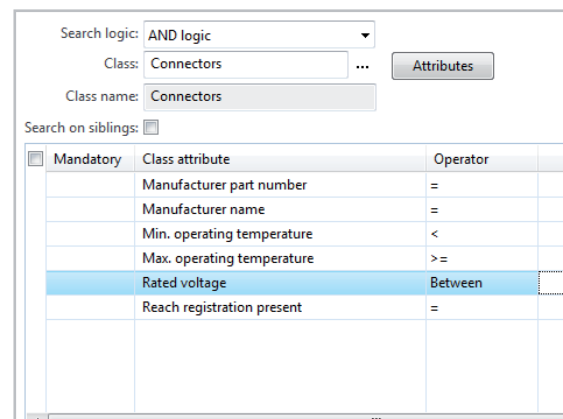 Search logic: AND logic
Class: Connectors ... Attributes
Class name: Connectors
Search on siblings:
Mandatory Class attribute Operator
Manufacturer part number =
Manufacturer name =
Min. operating temperature <
Max. operating temperature >=
Rated voltage Between
Reach registration present =